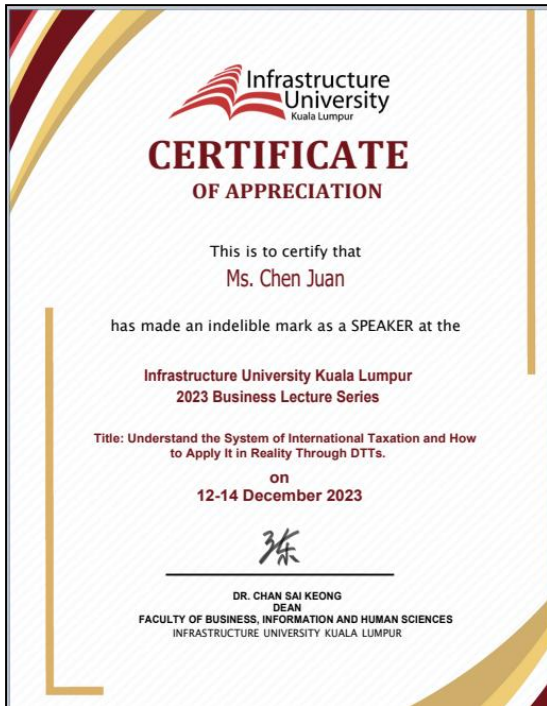 Infrastructure
University
Kuala Lumpur
CERTIFICATE
OF APPRECIATION
This is to certify that
Ms. Chen Juan
has made an indelible mark as a SPEAKER at the
Infrastructure University Kuala Lumpur
2023 Business Lecture Series
Title: Understand the System of International Taxation and How
to Apply It in Reality Through DTTs.
on
12-14 December 2023
DR. CHAN SAI KEONG
DEAN
FACULTY OF BUSINESS, INFORMATION AND HUMAN SCIENCES
INFRASTRUCTURE UNIVERSITY KUALA LUMPUR